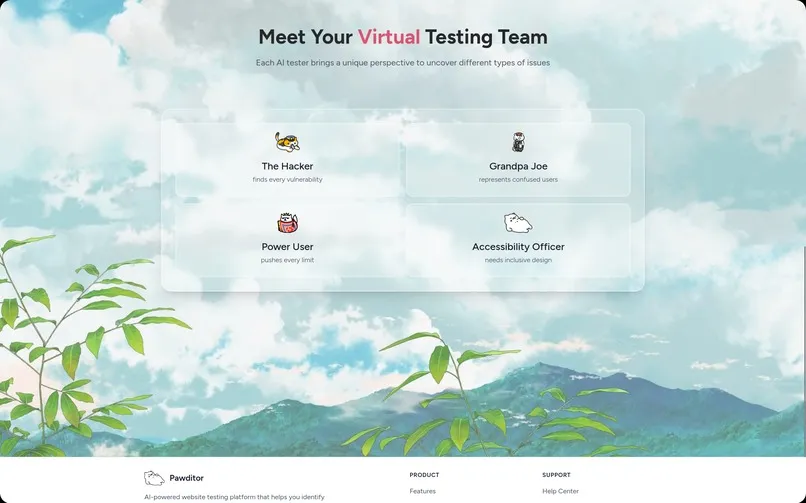 Meet Your Virtual Testing Team
Each AI tester brings a unique perspective to uncover different types of issues
The Hacker
finds every vulnerability
Grandpa Joe
represents confused users
Power User
pushes every limit
Accessibility Officer
needs inclusive design
Pawditor
AI-powered website testing platform that helps you identify
PRODUCT
Features
SUPPORT
Help Center